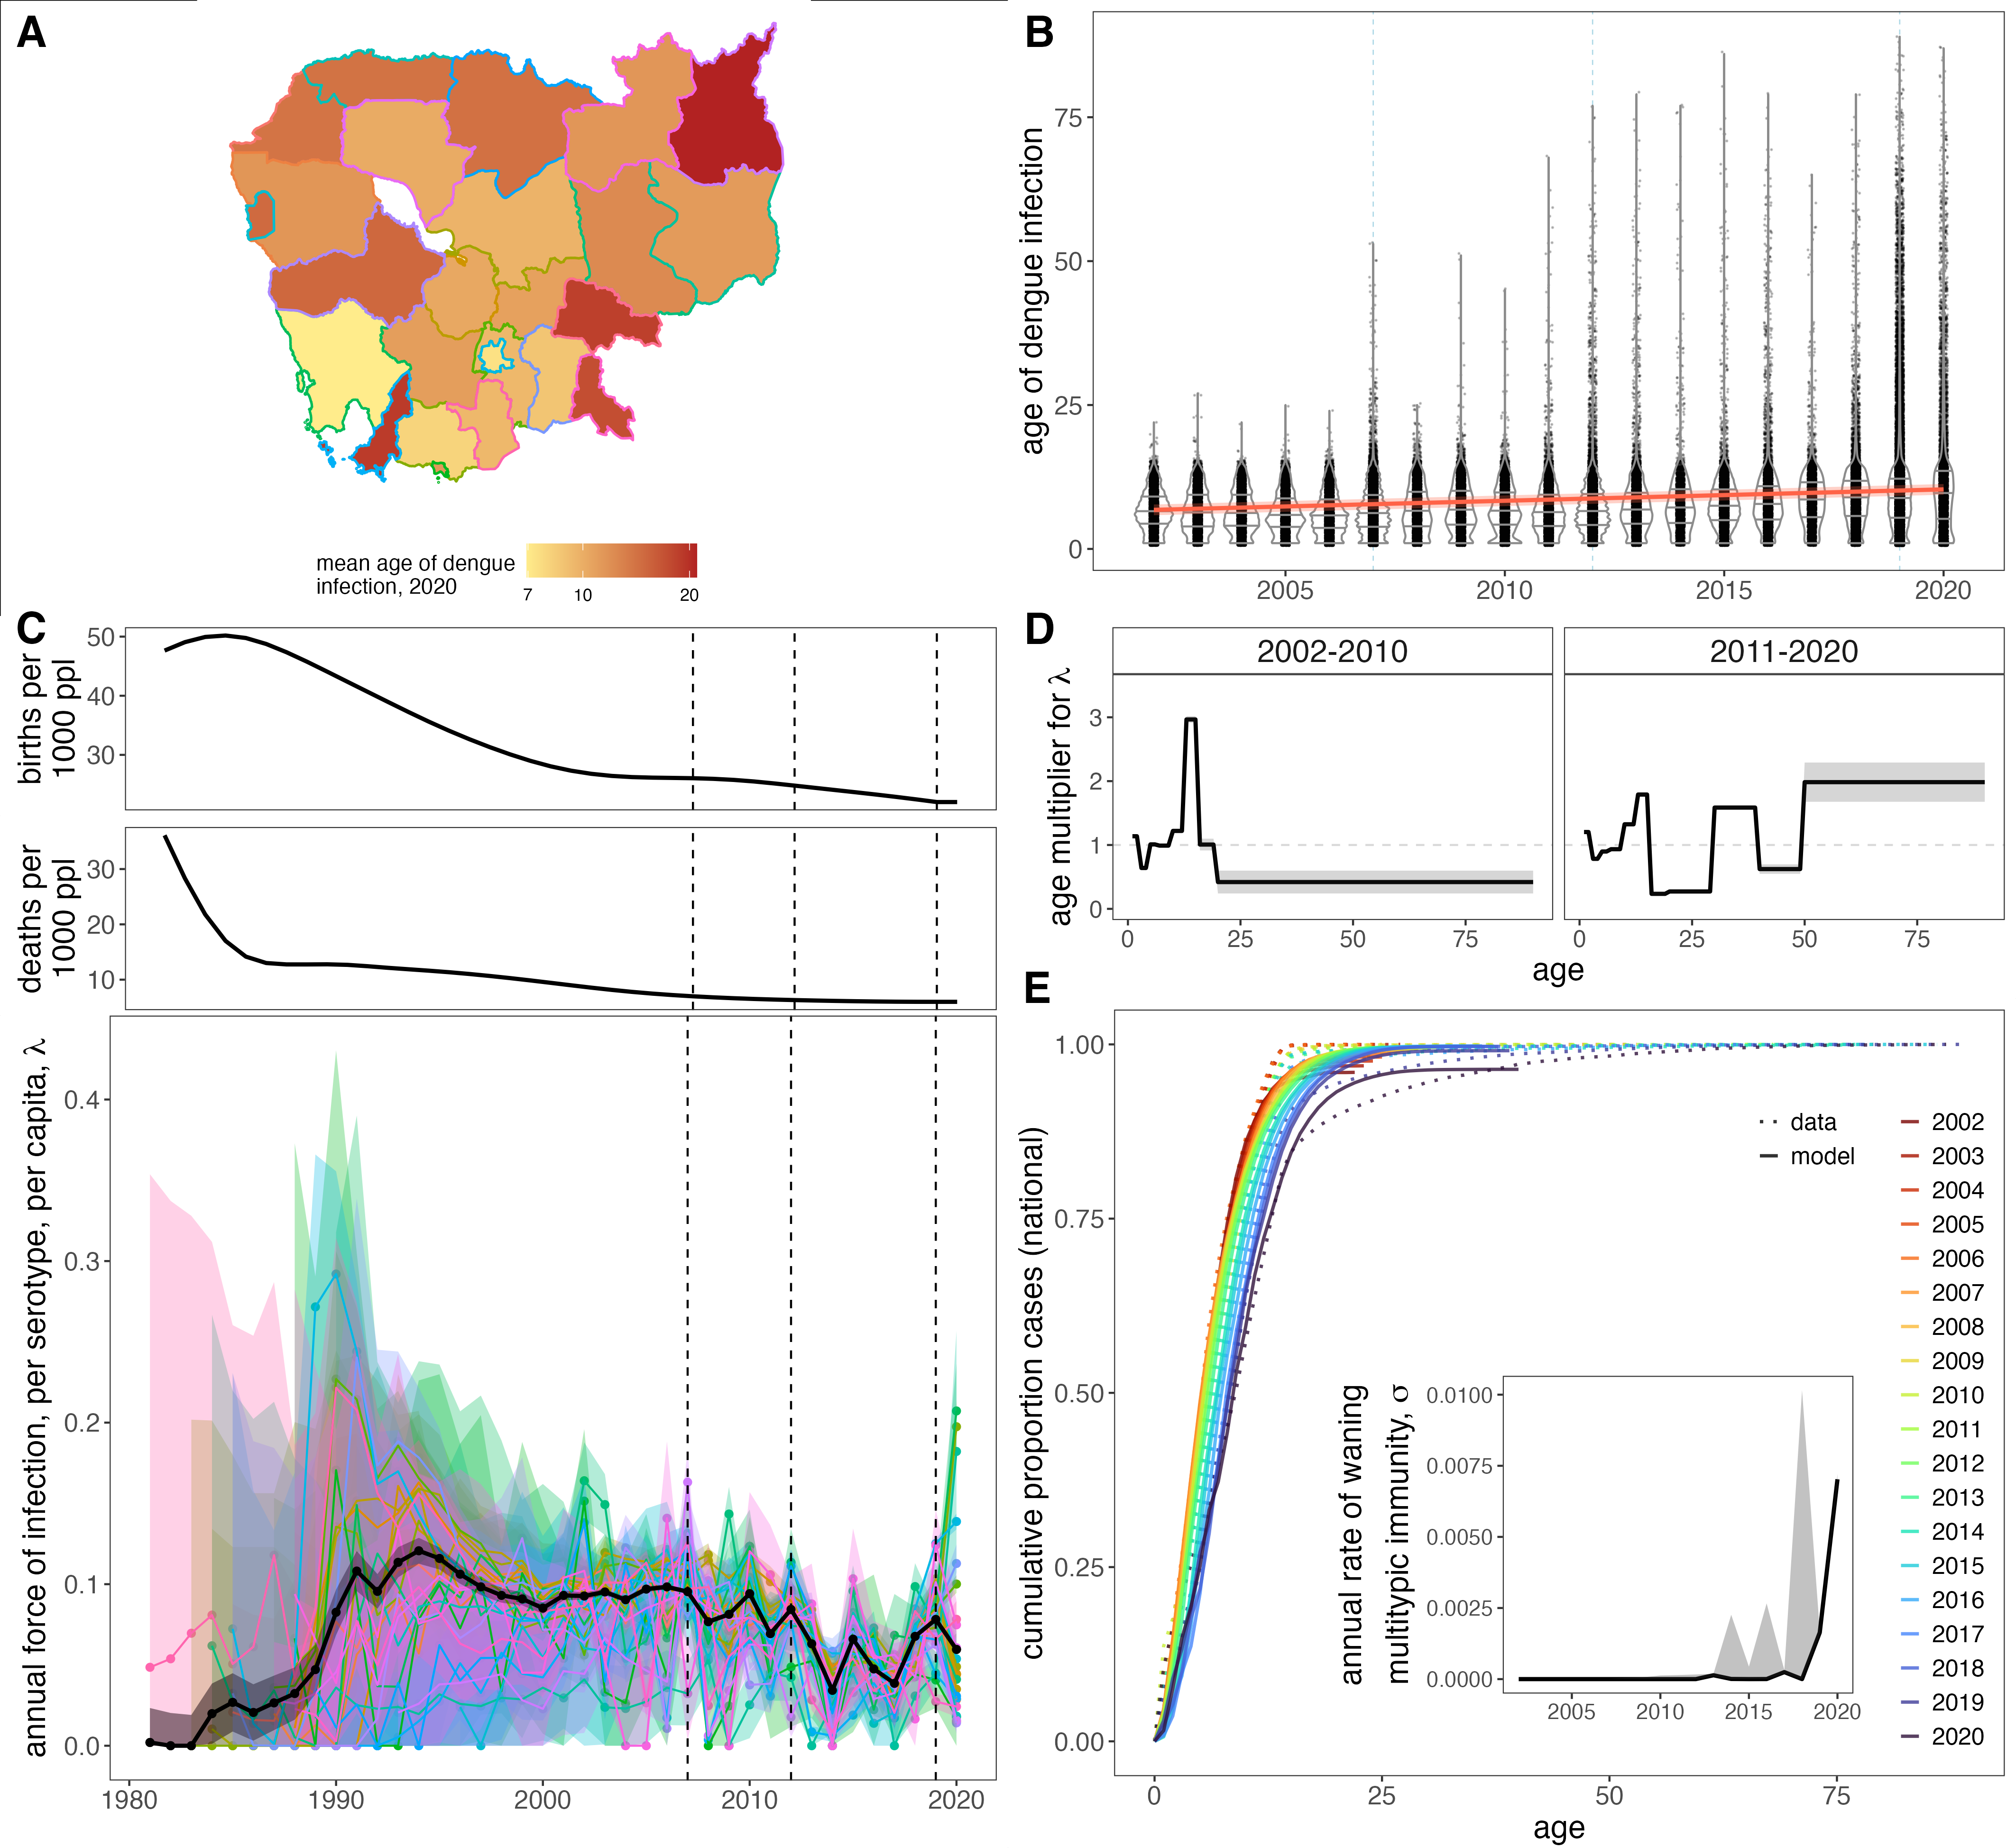 A
mean age of dengue
infection, 2020
7 10 20
B
age of dengue infection
75
50
25
0
2005 2010 2015 2020
C
births per
1000 ppl
50
40
30
deaths per
1000 ppl
30
20
10
annual force of infection, per serotype, per capita, λ
0.4
0.3
0.2
0.1
0.0
1980 1990 2000 2010 2020
D
2002-2010 2011-2020
age multiplier for λ
3
2
1
0
0 25 50 75 0 25 50 75
age
E
cumulative proportion cases (national)
1.00
0.75
0.50
0.25
0.00
0 25 50 75
age
data
model
2002
2003
2004
2005
2006
2007
2008
2009
2010
2011
2012
2013
2014
2015
2016
2017
2018
2019
2020
annual rate of waning
multitypic immunity, σ
0.0100
0.0075
0.0050
0.0025
0.0000
2005 2010 2015 2020